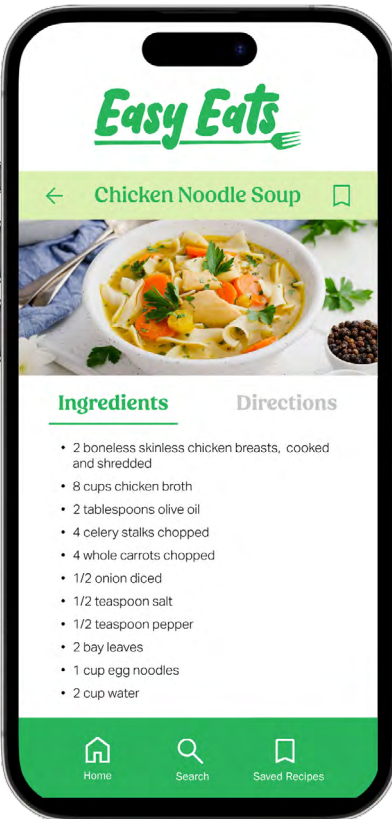 Easy Eats
Chicken Noodle Soup
Ingredients Directions
• 2 boneless skinless chicken breasts, cooked
and shredded
• 8 cups chicken broth
• 2 tablespoons olive oil
• 4 celery stalks chopped
• 4 whole carrots chopped
• 1/2 onion diced
• 1/2 teaspoon salt
• 1/2 teaspoon pepper
• 2 bay leaves
• 1 cup egg noodles
• 2 cup water
Home Search Saved Recipes